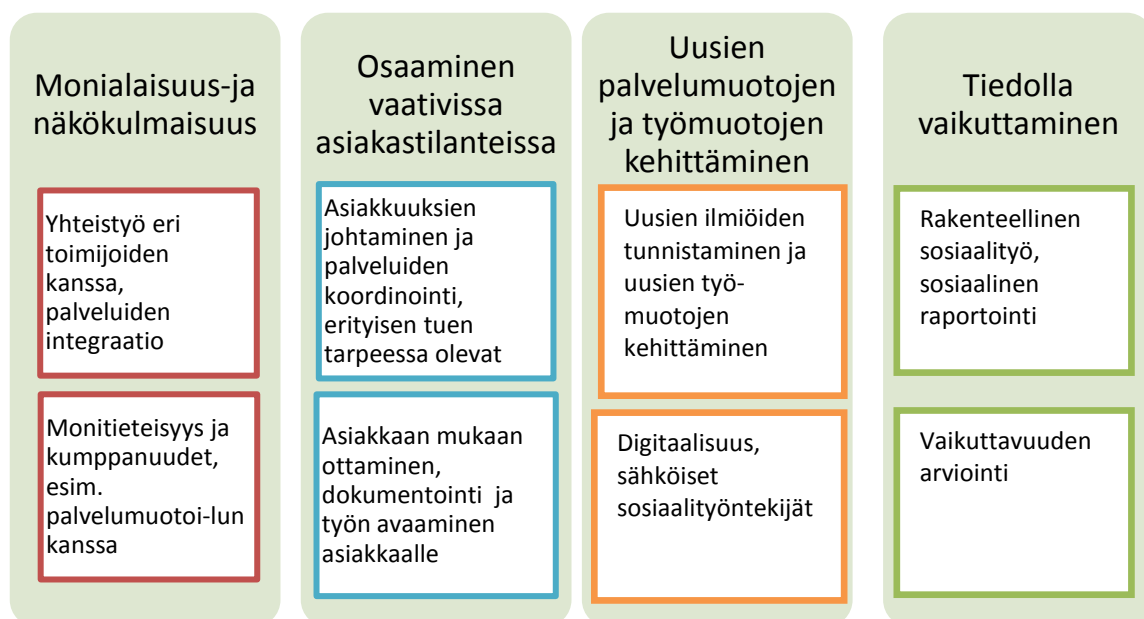 Monialaisuus-ja
näkökulmaisuus
Yhteistyö eri
toimijoiden
kanssa,
palveluiden
integraatio
Monitieteisyys ja
kumppanuudet,
esim.
palvelumuotoi-lun
kanssa
Osaaminen
vaativissa
asiakastilanteissa
Asiakkuuksien
johtaminen ja
palveluiden
koordinointi,
erityisen tuen
tarpeessa olevat
Asiakkaan mukaan
ottaminen,
dokumentointi ja
työn avaaminen
asiakkaalle
Uusien
palvelumuotojen
ja työmuotojen
kehittäminen
Uusien ilmiöiden
tunnistaminen ja
uusien työ-
muotojen
kehittäminen
Digitaalisuus,
sähköiset
sosiaalityöntekijät
Tiedolla
vaikuttaminen
Rakenteellinen
sosiaalityö,
sosiaalinen
raportointi
Vaikuttavuuden
arviointi